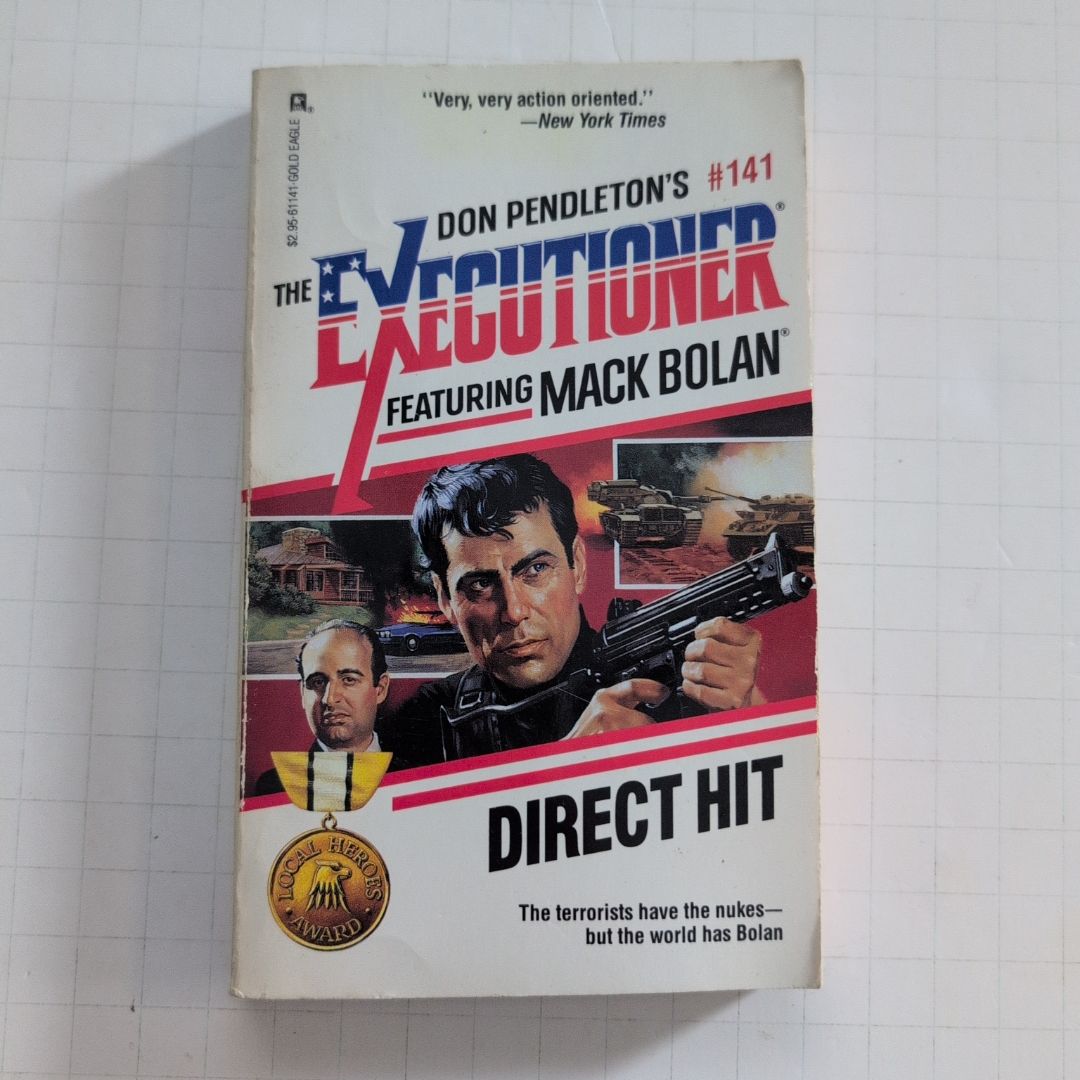 "Very, very action oriented."
—New York Times
$2.95·61141·GOLD EAGLE ®
DON PENDLETON'S #141
THE EXECUTIONER®
FEATURING MACK BOLAN®
LOCAL HEROES
· AWARD ·
DIRECT HIT
The terrorists have the nukes—
but the world has Bolan